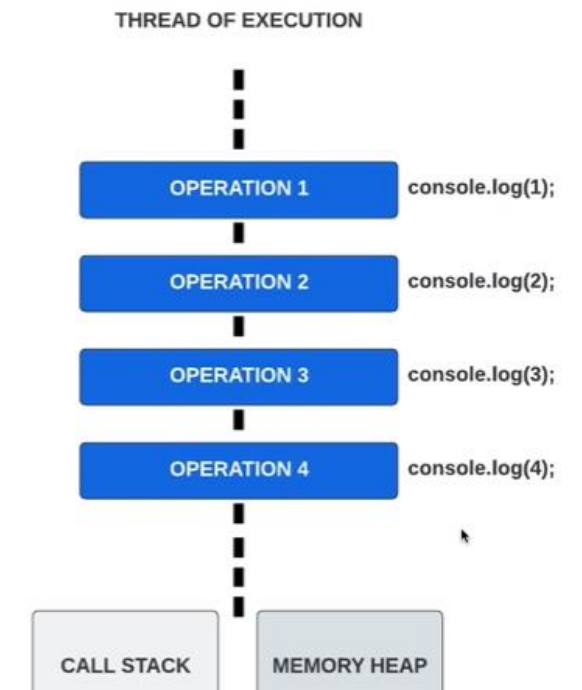 THREAD OF EXECUTION
OPERATION 1 console.log(1);
OPERATION 2 console.log(2);
OPERATION 3 console.log(3);
OPERATION 4 console.log(4);
CALL STACK MEMORY HEAP